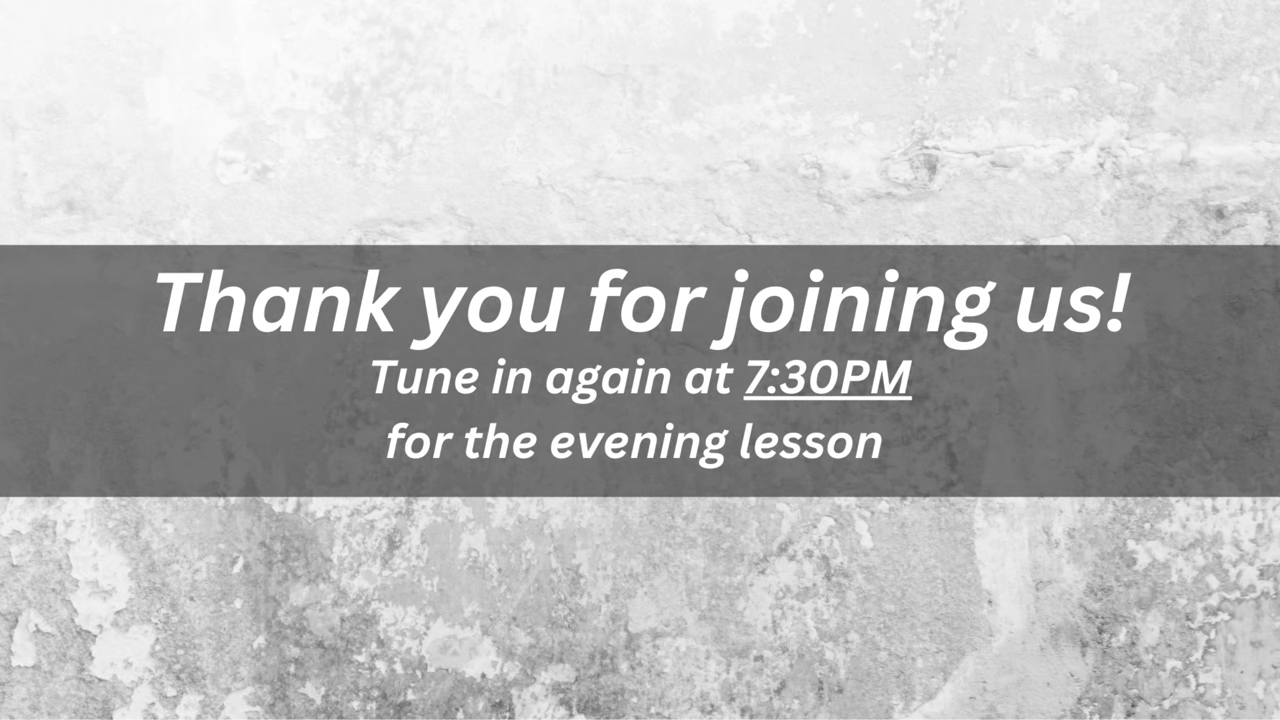 Thank you for joining us!
Tune in again at 7:30PM
for the evening lesson